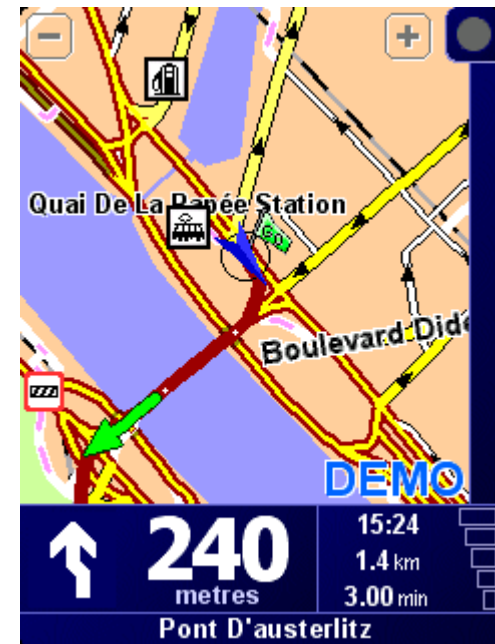 Quai De La Rapée Station
GO
Boulevard Dide
DEMO
240
metres
15:24
1.4 km
3.00 min
Pont D'austerlitz